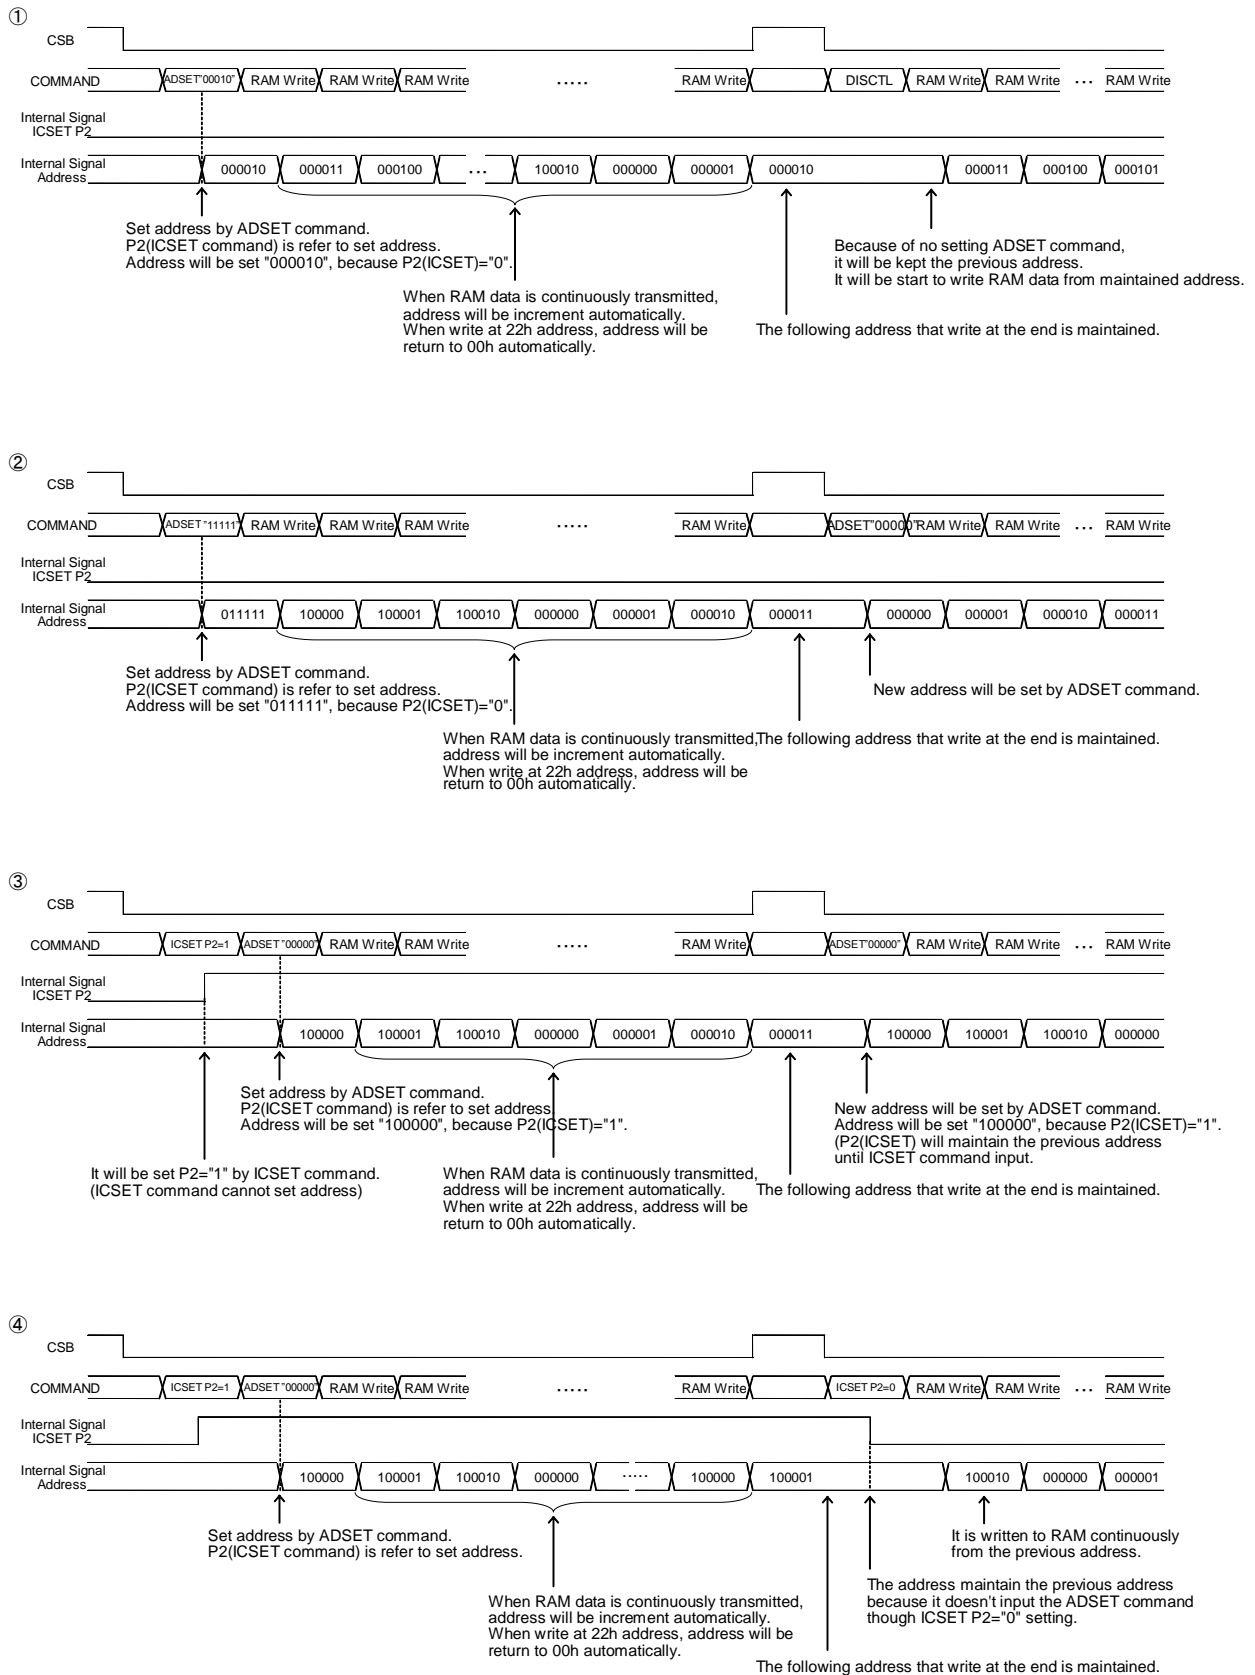 ①
CSB
COMMAND ADSET"00010" RAM Write RAM Write RAM Write ..... RAM Write DISCTL RAM Write RAM Write ... RAM Write
Internal Signal
ICSET P2
Internal Signal
Address
000010 000011 000100 ... 100010 000000 000001 000010 000011 000100 000101
Set address by ADSET command.
P2(ICSET command) is refer to set address.
Address will be set "000010", because P2(ICSET)="0".
When RAM data is continuously transmitted,
address will be increment automatically.
When write at 22h address, address will be
return to 00h automatically.
Because of no setting ADSET command,
it will be kept the previous address.
It will be start to write RAM data from maintained address.
The following address that write at the end is maintained.
②
CSB
COMMAND ADSET"11111" RAM Write RAM Write RAM Write ..... RAM Write ADSET"00000" RAM Write RAM Write ... RAM Write
Internal Signal
ICSET P2
Internal Signal
Address
011111 100000 100001 100010 000000 000001 000010 000011 000000 000001 000010 000011
Set address by ADSET command.
P2(ICSET command) is refer to set address.
Address will be set "011111", because P2(ICSET)="0".
New address will be set by ADSET command.
When RAM data is continuously transmitted,
address will be increment automatically.
When write at 22h address, address will be
return to 00h automatically.
The following address that write at the end is maintained.
③
CSB
COMMAND ICSET P2=1 ADSET"00000" RAM Write RAM Write ..... RAM Write ADSET"00000" RAM Write RAM Write ... RAM Write
Internal Signal
ICSET P2
Internal Signal
Address
100000 100001 100010 000000 000001 000010 000011 100000 100001 100010 000000
Set address by ADSET command.
P2(ICSET command) is refer to set address.
Address will be set "100000", because P2(ICSET)="1".
New address will be set by ADSET command.
Address will be set "100000", because P2(ICSET)="1".
(P2(ICSET) will maintain the previous address
until ICSET command input.
It will be set P2="1" by ICSET command.
(ICSET command cannot set address)
When RAM data is continuously transmitted,
address will be increment automatically.
When write at 22h address, address will be
return to 00h automatically.
The following address that write at the end is maintained.
④
CSB
COMMAND ICSET P2=1 ADSET"00000" RAM Write RAM Write ..... RAM Write ICSET P2=0 RAM Write RAM Write ... RAM Write
Internal Signal
ICSET P2
Internal Signal
Address
100000 100001 100010 000000 ..... 100000 100001 100010 000000 000001
Set address by ADSET command.
P2(ICSET command) is refer to set address.
It is written to RAM continuously
from the previous address.
When RAM data is continuously transmitted,
address will be increment automatically.
When write at 22h address, address will be
return to 00h automatically.
The address maintain the previous address
because it doesn't input the ADSET command
though ICSET P2="0" setting.
The following address that write at the end is maintained.